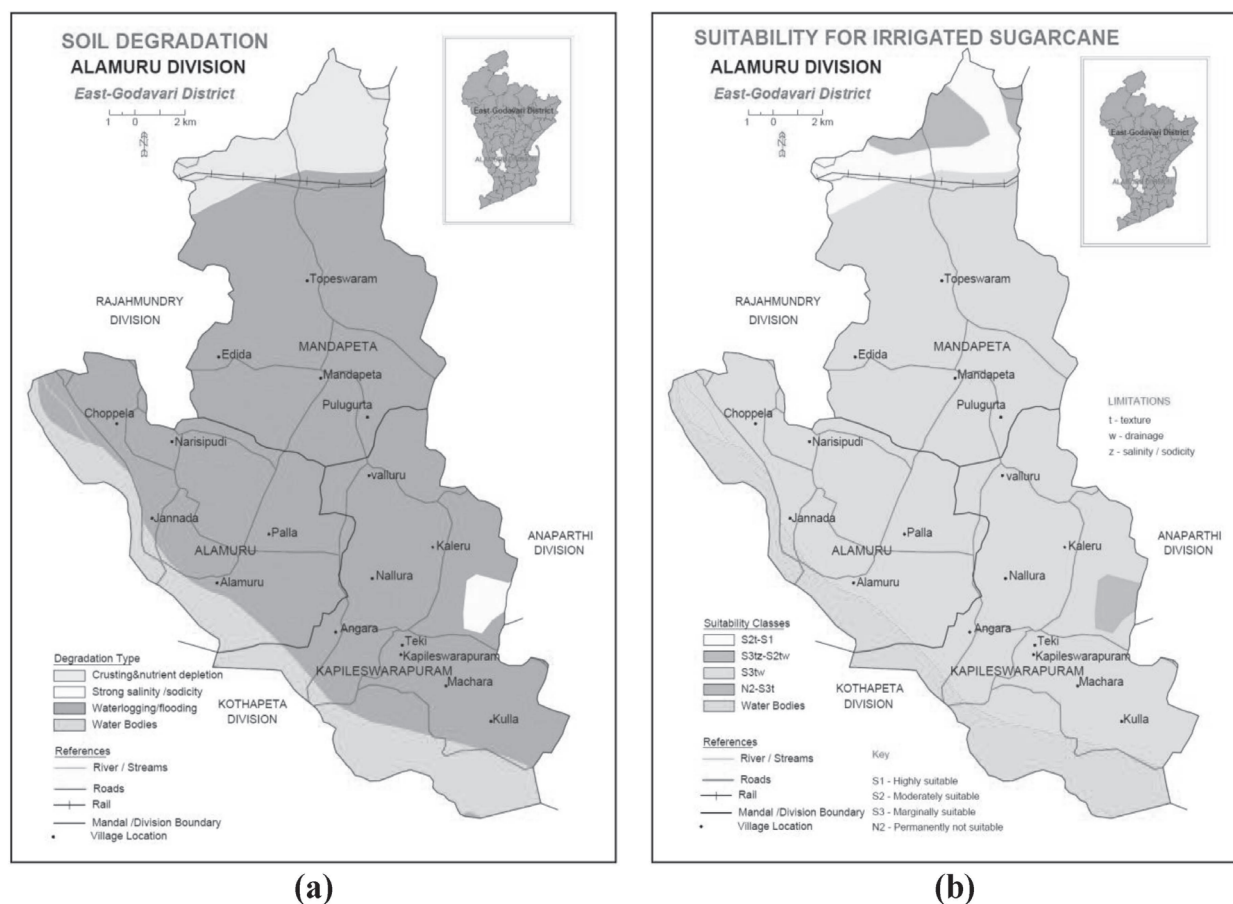 SOIL DEGRADATION
ALAMURU DIVISION
East-Godavari District
1 0 2 km
East-Godavari District
RAJAHMUNDRY
DIVISION
Topeswaram
Edida
MANDAPETA
Mandapeta
Pulugurta
Choppela
Narisipudi
valluru
Jannada
Palla
ANAPARTHI
DIVISION
ALAMURU
Kaleru
Alamuru
Nallura
Angara
Teki
Kapileswarapuram
KAPILESWARAPURAM
Machara
KOTHAPETA
DIVISION
Kulla
Degradation Type
Crusting&nutrient depletion
Strong salinity /sodicity
Waterlogging/flooding
Water Bodies
References
River / Streams
Roads
Rail
Mandal /Division Boundary
Village Location
(a)
SUITABILITY FOR IRRIGATED SUGARCANE
ALAMURU DIVISION
East-Godavari District
1 0 2 km
East-Godavari District
RAJAHMUNDRY
DIVISION
Topeswaram
Edida
MANDAPETA
Mandapeta
Pulugurta
LIMITATIONS
t - texture
w - drainage
z - salinity / sodicity
Choppela
Narisipudi
valluru
Jannada
Palla
ANAPARTHI
DIVISION
ALAMURU
Kaleru
Alamuru
Nallura
Angara
Teki
Kapileswarapuram
KAPILESWARAPURAM
Machara
KOTHAPETA
DIVISION
Kulla
Suitability Classes
S2t-S1
S3tz-S2tw
S3tw
N2-S3t
Water Bodies
References
River / Streams
Roads
Rail
Mandal /Division Boundary
Village Location
Key
S1 - Highly suitable
S2 - Moderately suitable
S3 - Marginally suitable
N2 - Permanently not suitable
(b)